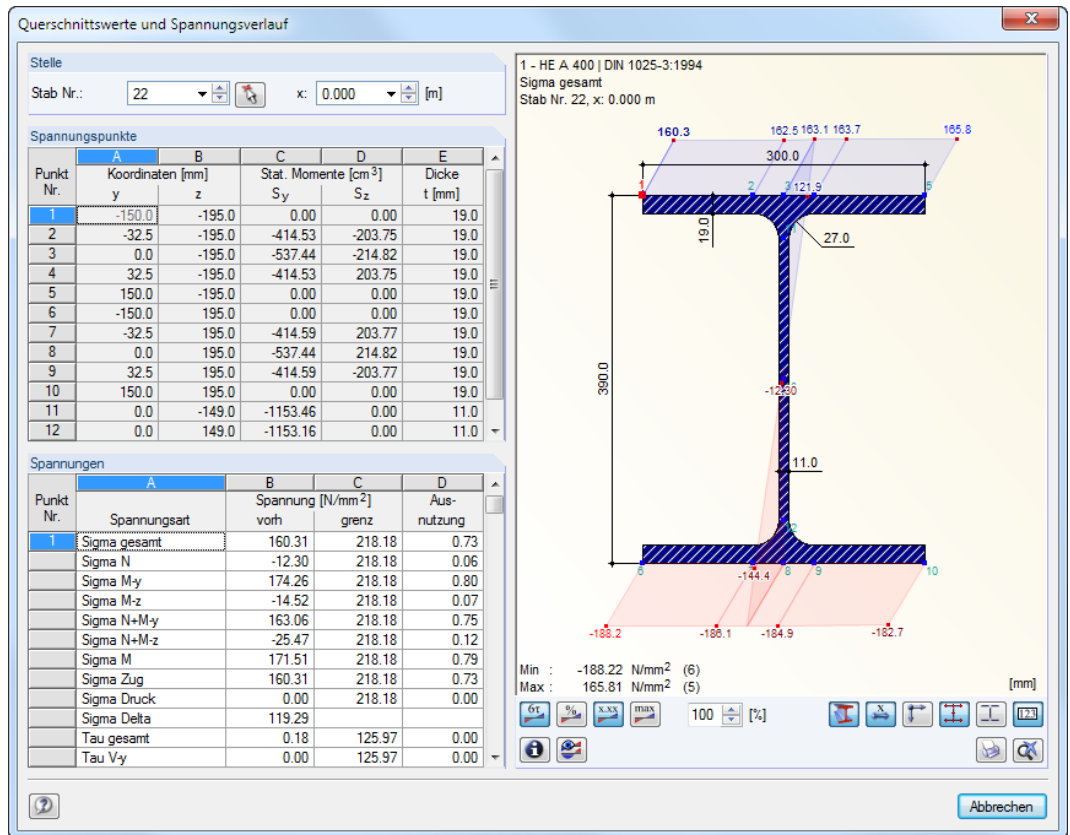 Querschnittswerte und Spannungsverlauf
Stelle
Stab Nr.: 22 x: 0.000 [m]
Spannungspunkte
A B C D E
Punkt Koordinaten [mm] Stat. Momente [cm³] Dicke
Nr. y z Sy Sz t [mm]
1 -150.0 -195.0 0.00 0.00 19.0
2 -32.5 -195.0 -414.53 -203.75 19.0
3 0.0 -195.0 -537.44 -214.82 19.0
4 32.5 -195.0 -414.53 203.75 19.0
5 150.0 -195.0 0.00 0.00 19.0
6 -150.0 195.0 0.00 0.00 19.0
7 -32.5 195.0 -414.59 203.77 19.0
8 0.0 195.0 -537.44 214.82 19.0
9 32.5 195.0 -414.59 -203.77 19.0
10 150.0 195.0 0.00 0.00 19.0
11 0.0 -149.0 -1153.46 0.00 11.0
12 0.0 149.0 -1153.16 0.00 11.0
Spannungen
A B C D
Punkt Spannung [N/mm²] Aus-
Nr. Spannungsart vorh grenz nutzung
1 Sigma gesamt 160.31 218.18 0.73
Sigma N -12.30 218.18 0.06
Sigma M-y 174.26 218.18 0.80
Sigma M-z -14.52 218.18 0.07
Sigma N+M-y 163.06 218.18 0.75
Sigma N+M-z -25.47 218.18 0.12
Sigma M 171.51 218.18 0.79
Sigma Zug 160.31 218.18 0.73
Sigma Druck 0.00 218.18 0.00
Sigma Delta 119.29
Tau gesamt 0.18 125.97 0.00
Tau V-y 0.00 125.97 0.00
1 - HE A 400 | DIN 1025-3:1994
Sigma gesamt
Stab Nr. 22, x: 0.000 m
160.3 162.5 163.1 163.7 165.8
300.0
1 2 3 121.9 5
19.0
27.0
390.0
-12.30
11.0
6 -144.4 8 9 10
-188.2 -186.1 -184.9 -182.7
Min : -188.22 N/mm² (6)
Max : 165.81 N/mm² (5)
[mm]
στ % x.xx max 100 [%] x 123
Abbrechen